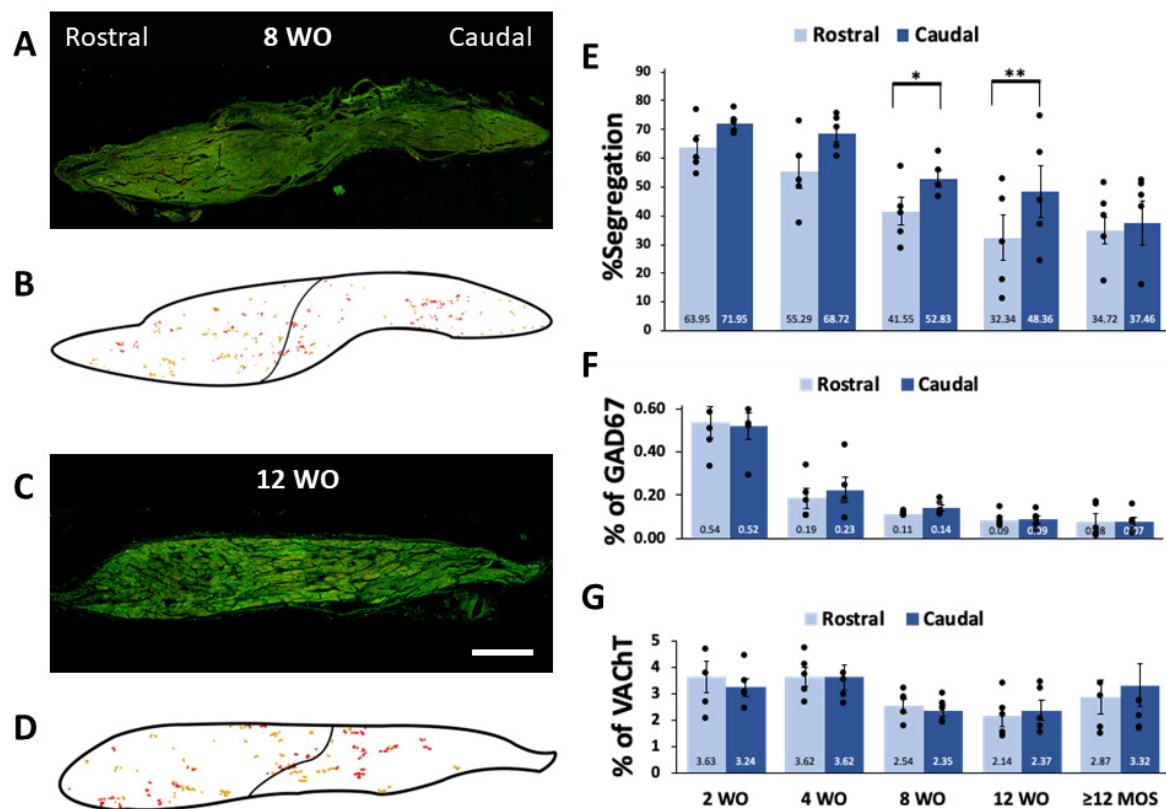 A
Rostral 8 WO Caudal
B
C
12 WO
D
Rostral Caudal
E
%Segregation
90
80
70
60
50
40
30
20
10
0
* **
63.95 71.95 55.29 68.72 41.55 52.83 32.34 48.36 34.72 37.46
F
Rostral Caudal
% of GAD67
0.60
0.40
0.20
0.00
0.54 0.52 0.19 0.23 0.11 0.14 0.09 0.09 0.07
G
Rostral Caudal
% of VAChT
5
4
3
2
1
0
3.63 3.24 3.62 3.62 2.54 2.35 2.14 2.37 2.87 3.32
2 WO 4 WO 8 WO 12 WO ≥12 MOS